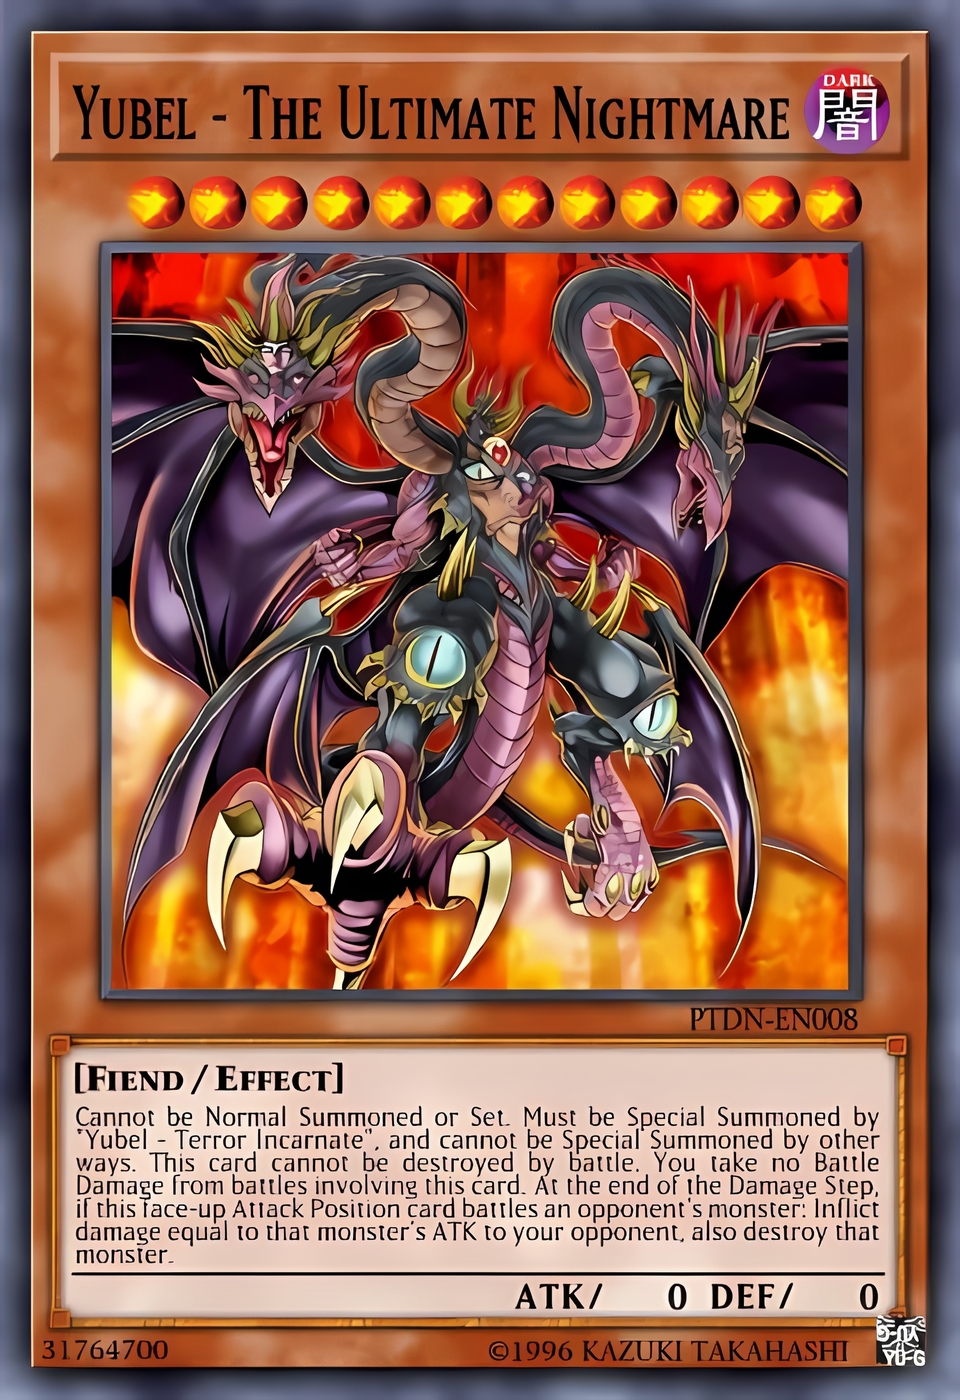 YUBEL - THE ULTIMATE NIGHTMARE
DARK
闇
PTDN-EN008
[FIEND / EFFECT]
Cannot be Normal Summoned or Set. Must be Special Summoned by
"Yubel - Terror Incarnate", and cannot be Special Summoned by other
ways. This card cannot be destroyed by battle. You take no Battle
Damage from battles involving this card. At the end of the Damage Step,
if this face-up Attack Position card battles an opponent's monster: Inflict
damage equal to that monster's ATK to your opponent, also destroy that
monster.
ATK/ 0 DEF/ 0
31764700
©1996 KAZUKI TAKAHASHI